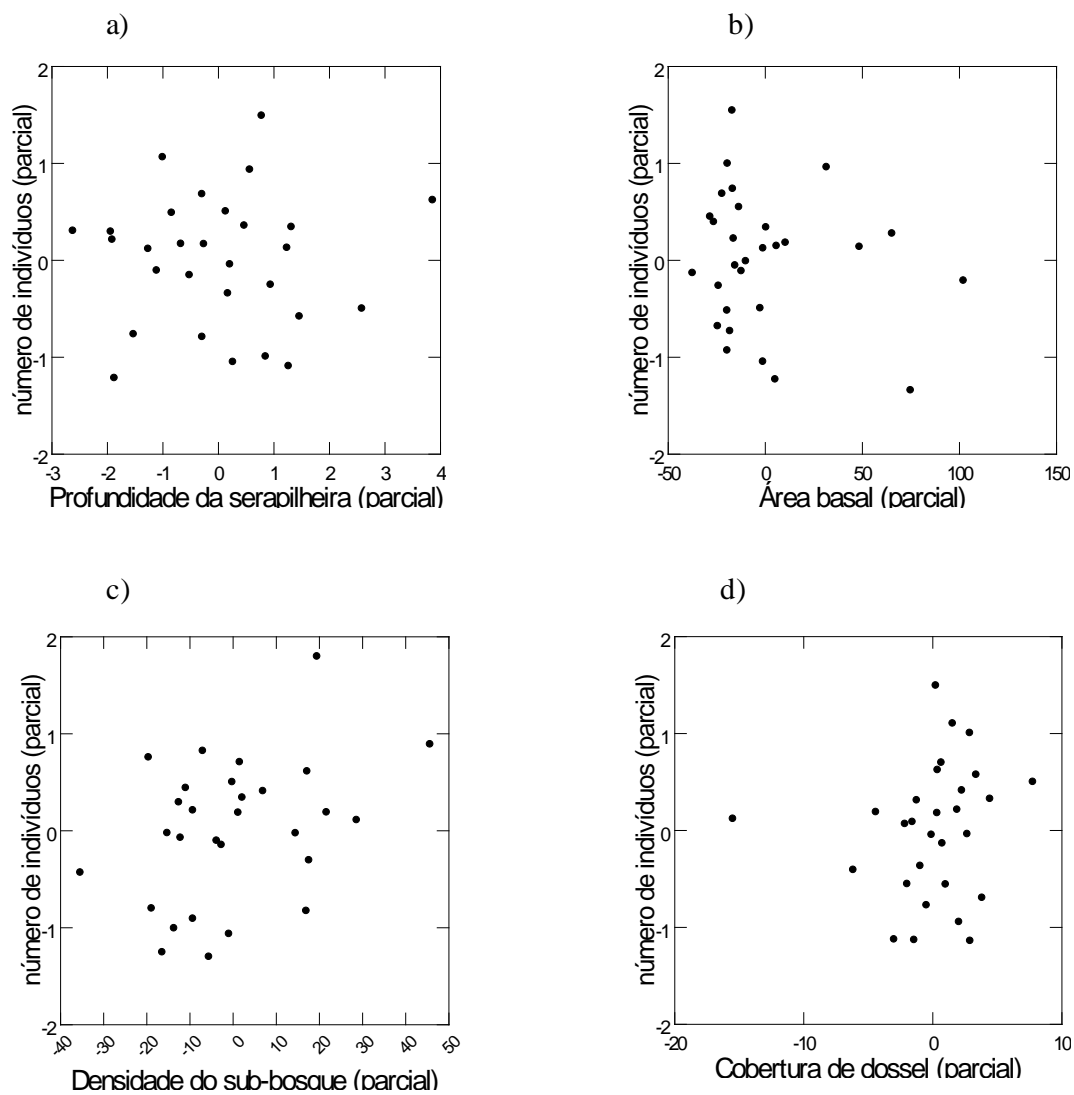 a)
b)
2
1
0
-1
-2
número de indivíduos (parcial)
-3 -2 -1 0 1 2 3 4
Profundidade da serapilheira (parcial)
2
1
0
-1
-2
número de indivíduos (parcial)
-50 0 50 100 150
Área basal (parcial)
c)
d)
2
1
0
-1
-2
número de indivíduos (parcial)
-40 -30 -20 -10 0 10 20 30 40 50
Densidade do sub-bosque (parcial)
2
1
0
-1
-2
número de indivíduos (parcial)
-20 -10 0 10
Cobertura de dossel (parcial)